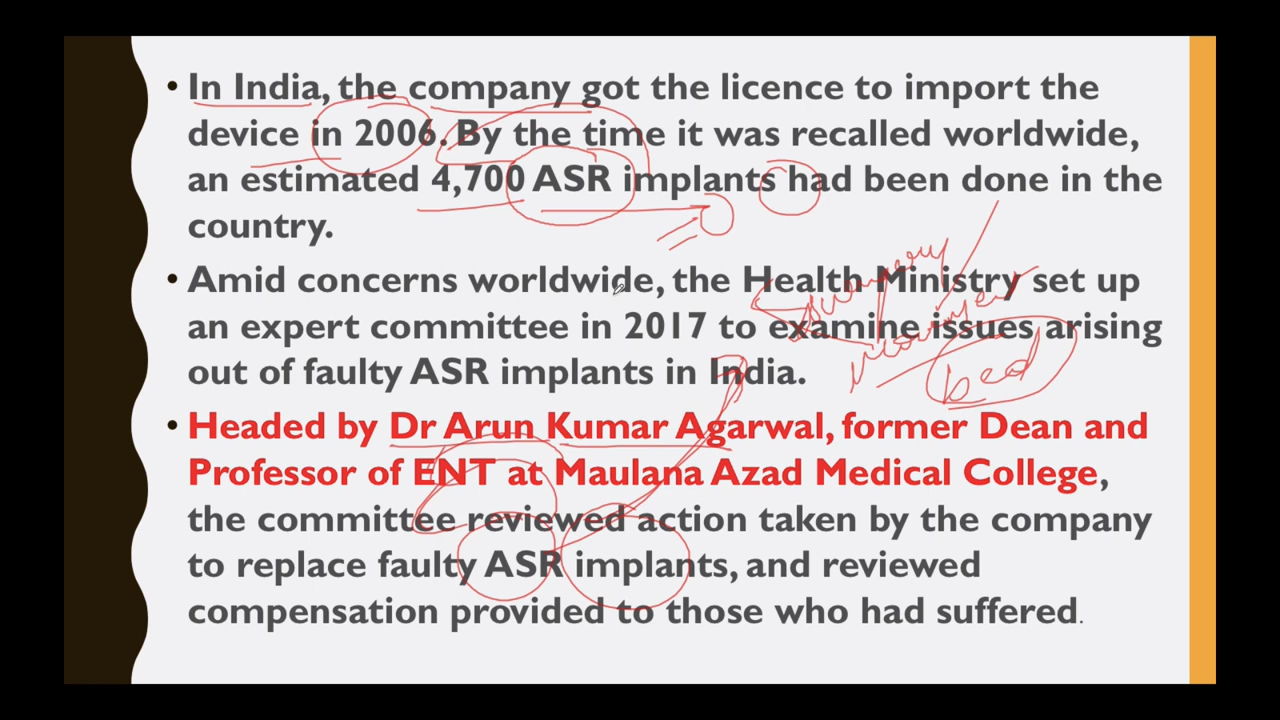 • In India, the company got the licence to import the
device in 2006. By the time it was recalled worldwide,
an estimated 4,700 ASR implants had been done in the
country.
• Amid concerns worldwide, the Health Ministry set up
an expert committee in 2017 to examine issues arising
out of faulty ASR implants in India.
bed
• Headed by Dr Arun Kumar Agarwal, former Dean and
Professor of ENT at Maulana Azad Medical College,
the committee reviewed action taken by the company
to replace faulty ASR implants, and reviewed
compensation provided to those who had suffered.